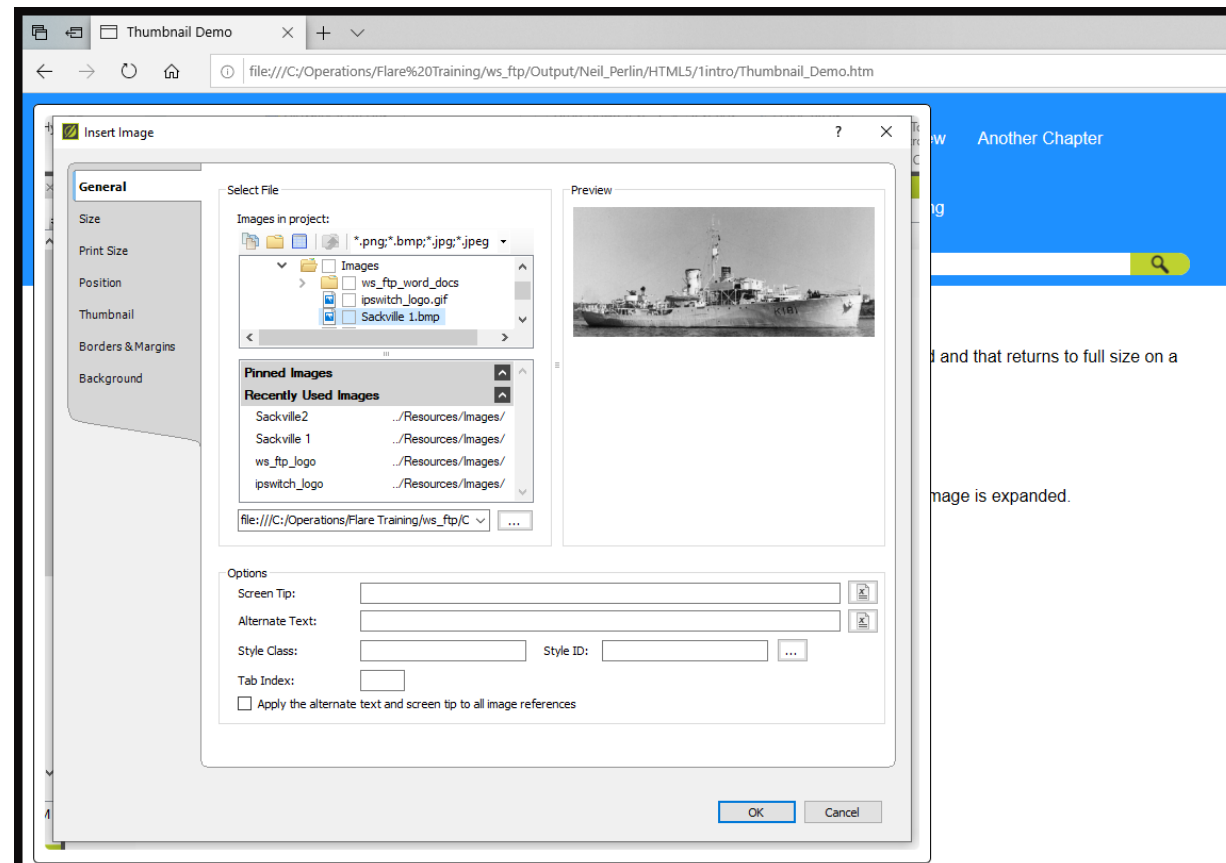 Thumbnail Demo
file:///C:/Operations/Flare%20Training/ws_ftp/Output/Neil_Perlin/HTML5/1intro/Thumbnail_Demo.htm
Insert Image ? ×
Another Chapter
General
Size
Print Size
Position
Thumbnail
Borders & Margins
Background
Select File
Images in project:
*.png;*.bmp;*.jpg;*.jpeg
Images
ws_ftp_word_docs
ipswitch_logo.gif
Sackville 1.bmp
Pinned Images
Recently Used Images
Sackville2 ../Resources/Images/
Sackville 1 ../Resources/Images/
ws_ftp_logo ../Resources/Images/
ipswitch_logo ../Resources/Images/
file:///C:/Operations/Flare Training/ws_ftp/C ...
Preview
K181
and that returns to full size on a
is expanded.
Options
Screen Tip:
Alternate Text:
Style Class: Style ID: ...
Tab Index:
Apply the alternate text and screen tip to all image references
OK Cancel